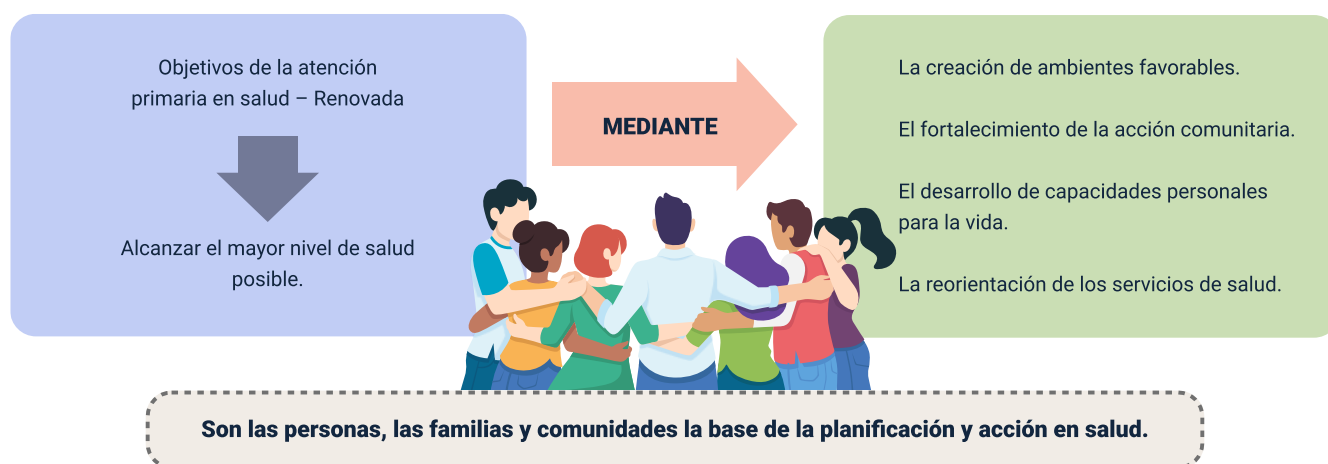 Objetivos de la atención
primaria en salud – Renovada
Alcanzar el mayor nivel de salud
posible.
MEDIANTE
La creación de ambientes favorables.
El fortalecimiento de la acción comunitaria.
El desarrollo de capacidades personales
para la vida.
La reorientación de los servicios de salud.
Son las personas, las familias y comunidades la base de la planificación y acción en salud.